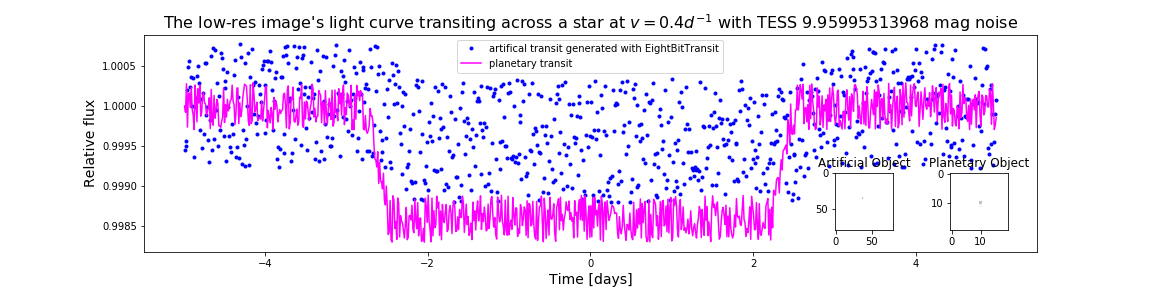 The low-res image's light curve transiting across a star at v = 0.4d⁻¹ with TESS 9.95995313968 mag noise
artifical transit generated with EightBitTransit
planetary transit
Relative flux
1.0005
1.0000
0.9995
0.9990
0.9985
Artificial Object
0
50
0
50
Planetary Object
0
10
0
10
−4
−2
0
2
4
Time [days]